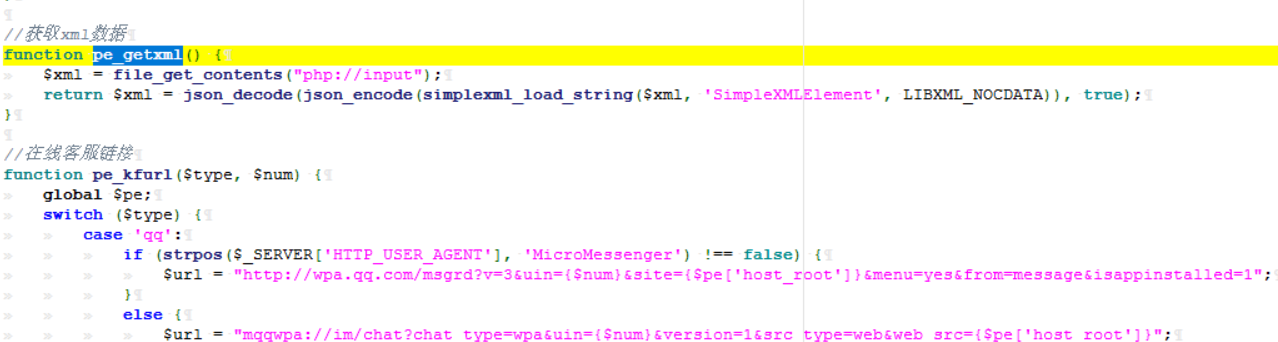 //获取xml数据
function pe_getxml() {
$xml = file_get_contents("php://input");
return $xml = json_decode(json_encode(simplexml_load_string($xml, 'SimpleXMLElement', LIBXML_NOCDATA)), true);
}
//在线客服链接
function pe_kfurl($type, $num) {
global $pe;
switch ($type) {
case 'qq':
if (strpos($_SERVER['HTTP_USER_AGENT'], 'MicroMessenger') !== false) {
$url = "http://wpa.qq.com/msgrd?v=3&uin={$num}&site={$pe['host_root']}&menu=yes&from=message&isappinstalled=1";
}
else {
$url = "mqqwpa://im/chat?chat_type=wpa&uin={$num}&version=1&src_type=web&web_src={$pe['host_root']}";